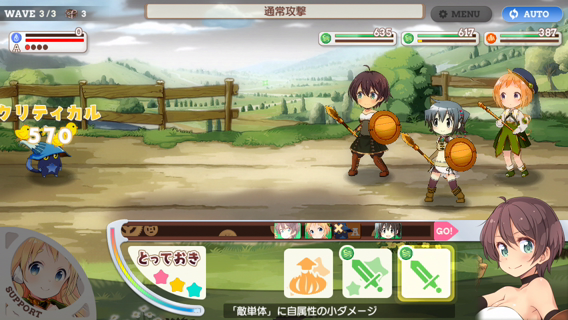 WAVE 3/3 3
通常攻撃
MENU
AUTO
0
A
635
617
387
クリティカル
570
GO!
とっておき
SUPPORT
「敵単体」に自属性の小ダメージ